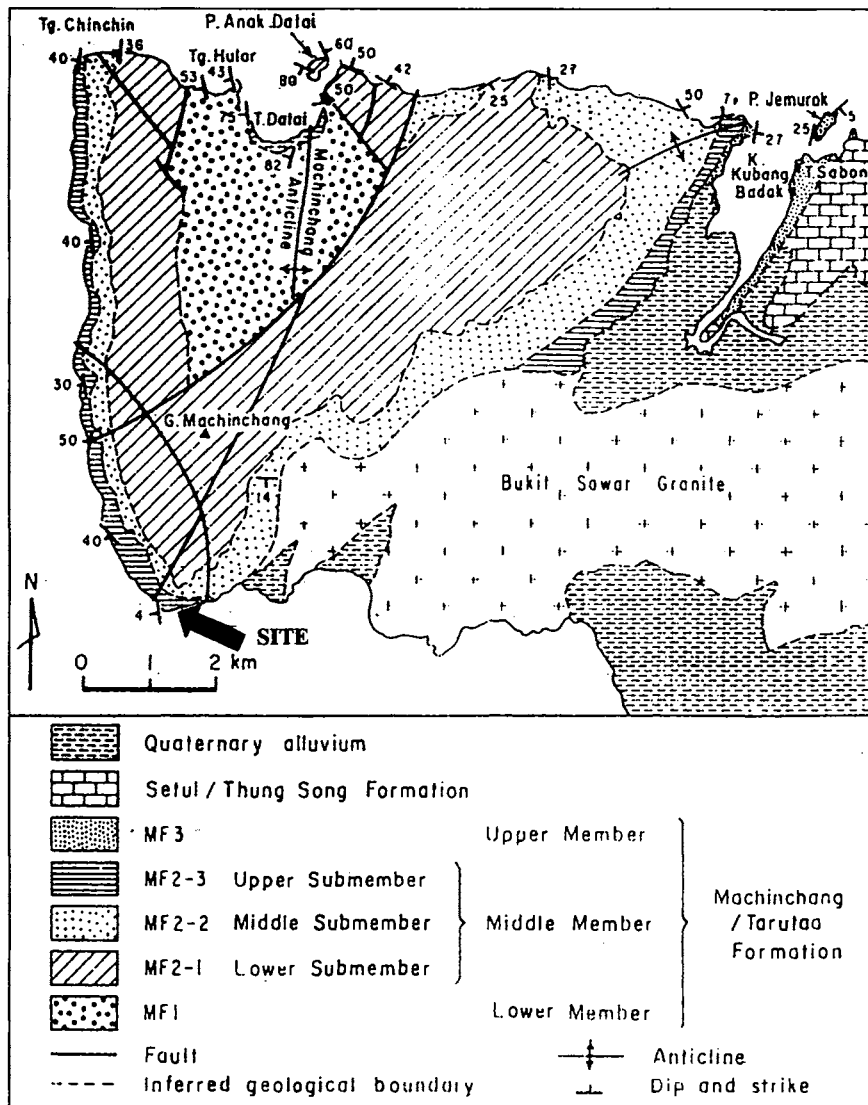 P. Anak Datai
Tg. Chinchin
Tg. Hular
40
36
53
43
80
60
50
42
27
50
P. Jemurok
5
25
75
T. Datai
50
25
27
82
Machinchang
Anticline
K.
Kubang
Badak
T. Sabon
40
30
50
G. Machinchang
14
Bukit Sawar Granite
40
N
4
SITE
0 1 2 km
Quaternary alluvium
Setul / Thung Song Formation
MF3 Upper Member
MF2-3 Upper Submember
MF2-2 Middle Submember Middle Member
MF2-1 Lower Submember
Machinchang
/ Tarutao
Formation
MF1 Lower Member
Fault Anticline
Inferred geological boundary Dip and strike